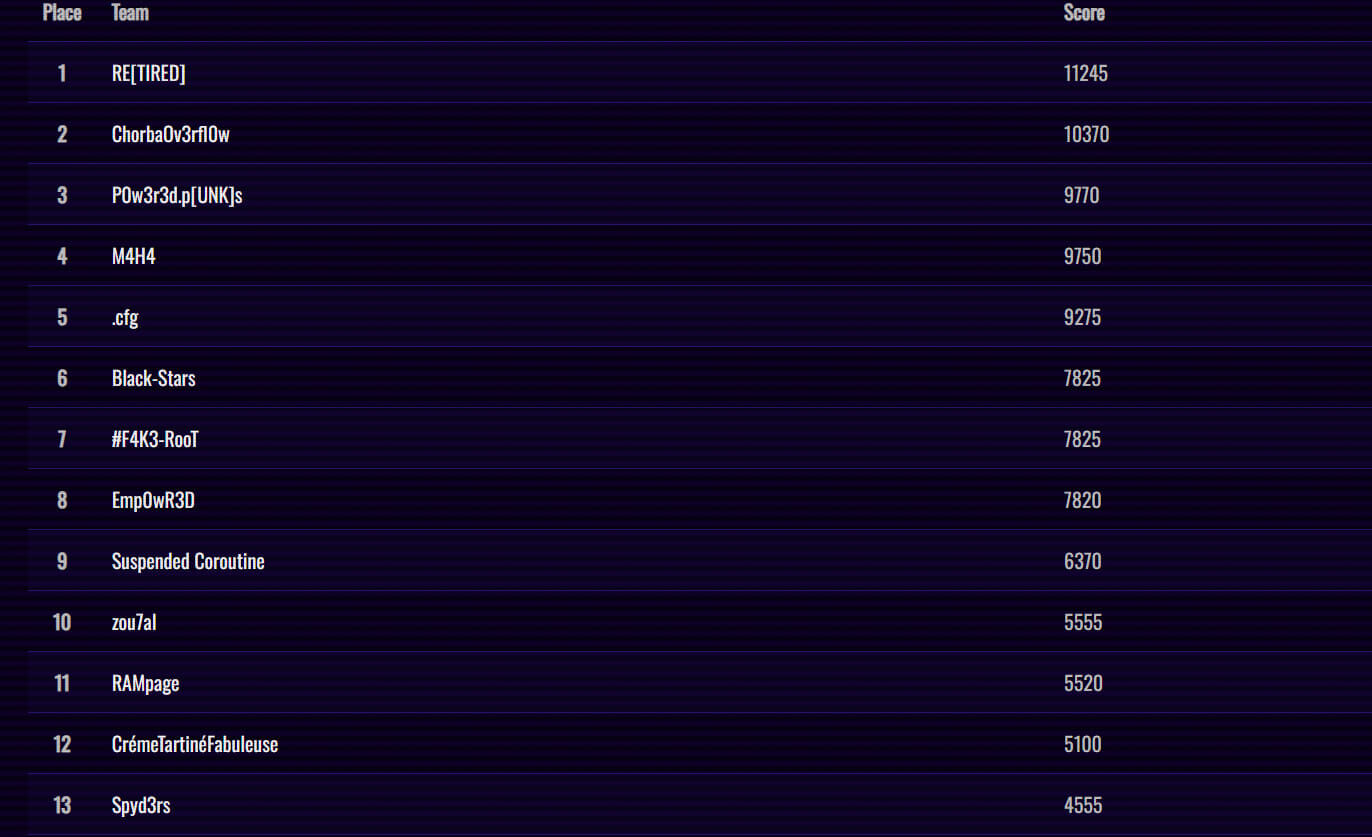 Place Team Score
1 RE[TIRED] 11245
2 Chorba0v3rfl0w 10370
3 P0w3r3d.p[UNK]s 9770
4 M4H4 9750
5 .cfg 9275
6 Black-Stars 7825
7 #F4K3-RooT 7825
8 Emp0wR3D 7820
9 Suspended Coroutine 6370
10 zou7al 5555
11 RAMpage 5520
12 CrémeTartinéFabuleuse 5100
13 Spyd3rs 4555